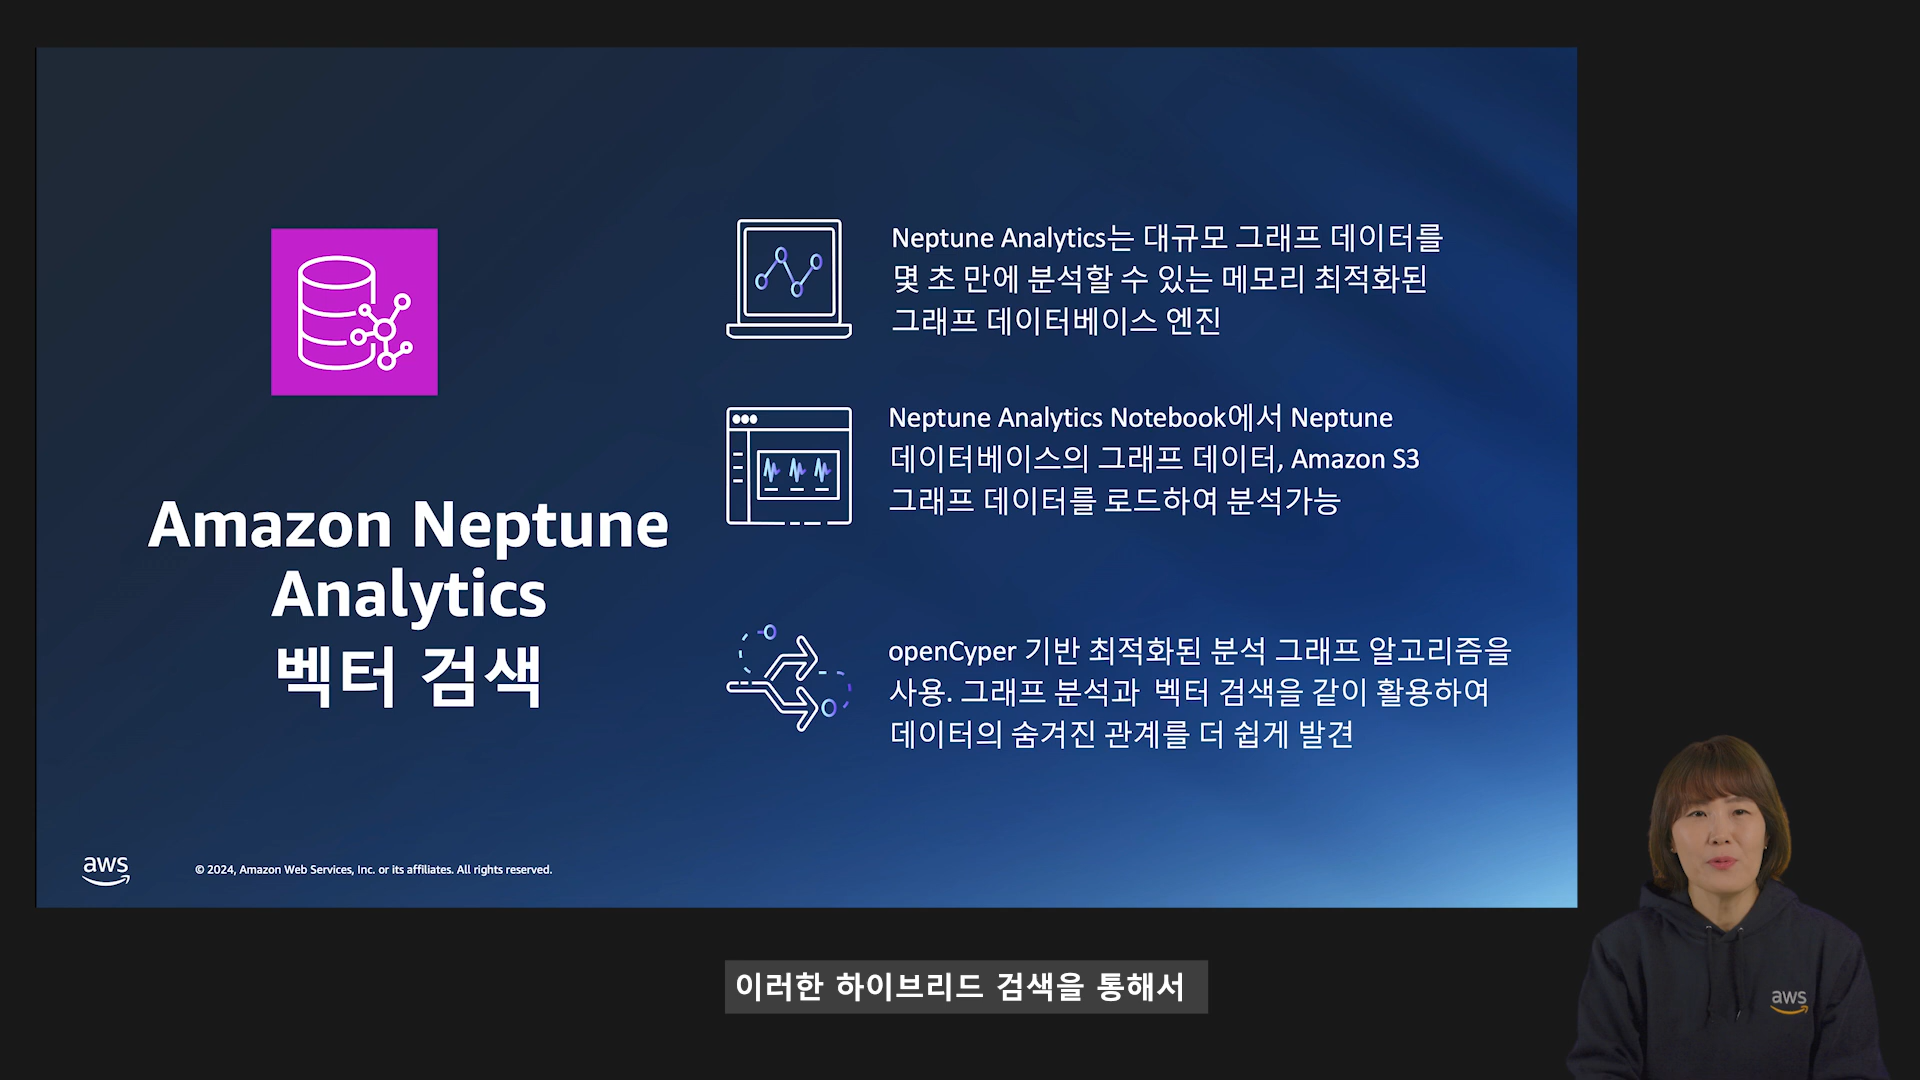 Amazon Neptune
Analytics
벡터 검색
Neptune Analytics는 대규모 그래프 데이터를
몇 초 만에 분석할 수 있는 메모리 최적화된
그래프 데이터베이스 엔진
Neptune Analytics Notebook에서 Neptune
데이터베이스의 그래프 데이터, Amazon S3
그래프 데이터를 로드하여 분석가능
openCyper 기반 최적화된 분석 그래프 알고리즘을
사용. 그래프 분석과 벡터 검색을 같이 활용하여
데이터의 숨겨진 관계를 더 쉽게 발견
aws
© 2024, Amazon Web Services, Inc. or its affiliates. All rights reserved.
aws
이러한 하이브리드 검색을 통해서